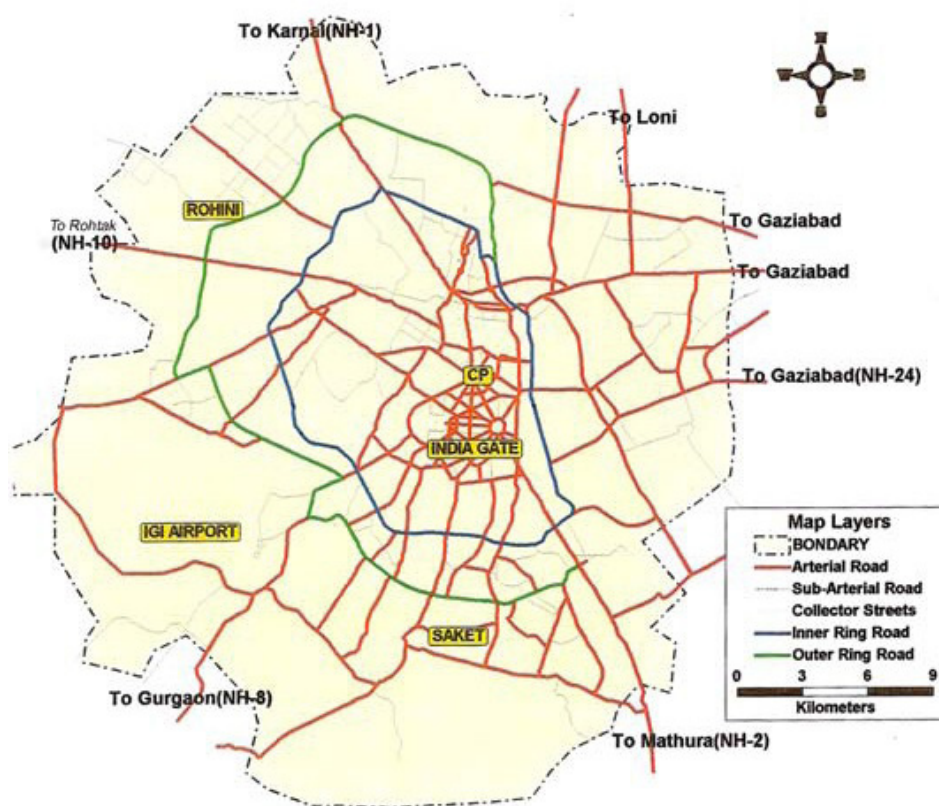 To Karnal(NH-1)
To Loni
ROHINI
To Rohtak
(NH-10)
To Gaziabad
To Gaziabad
CP
To Gaziabad(NH-24)
INDIA GATE
IGI AIRPORT
SAKET
To Gurgaon(NH-8)
To Mathura(NH-2)
Map Layers
BONDARY
Arterial Road
Sub-Arterial Road
Collector Streets
Inner Ring Road
Outer Ring Road
0 3 6 9
Kilometers